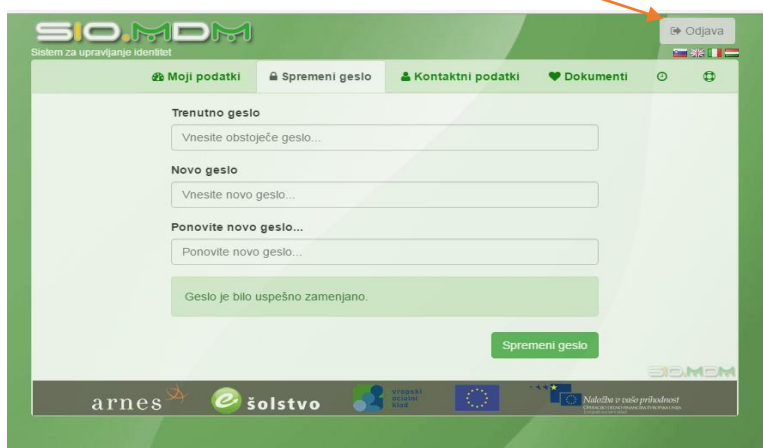 SIO.MDM
Odjava
Sistem za upravljanje identitet
Moji podatki
Spremeni geslo
Kontaktni podatki
Dokumenti
Trenutno geslo
Vnesite obstoječe geslo...
Novo geslo
Vnesite novo geslo...
Ponovite novo geslo...
Ponovite novo geslo...
Geslo je bilo uspešno zamenjano.
Spremeni geslo
SIO.MDM
arnes
e šolstvo
Naložba v vašo prihodnost